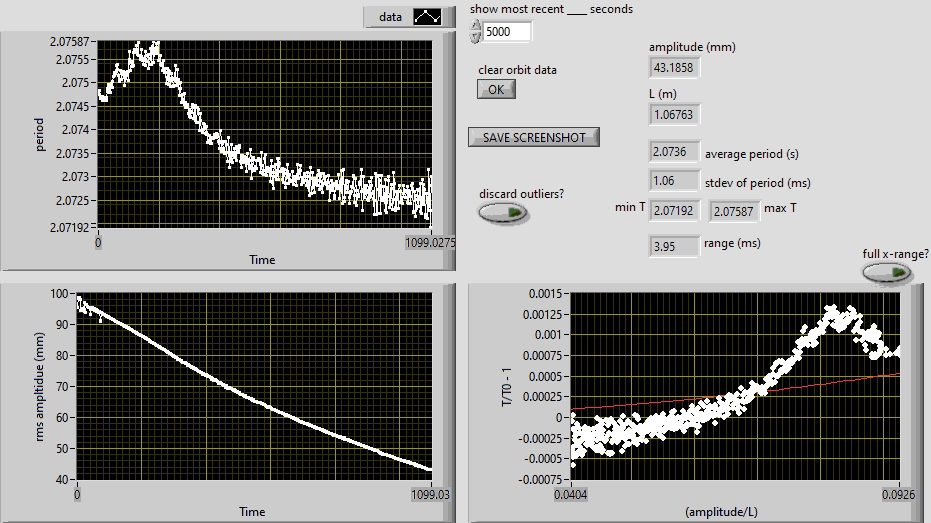 data
2.07587
2.0755
2.075
2.0745
2.074
2.0735
2.073
2.0725
2.07192
period
0
1099.0275
Time
show most recent ____ seconds
5000
clear orbit data
OK
SAVE SCREENSHOT
discard outliers?
amplitude (mm)
43.1858
L (m)
1.06763
2.0736 average period (s)
1.06 stdev of period (ms)
min T 2.07192 2.07587 max T
3.95 range (ms)
full x-range?
100
90
80
70
60
50
40
rms ampltidue (mm)
0
1099.03
Time
0.0015
0.00125
0.001
0.00075
0.0005
0.00025
0
-0.00025
-0.0005
-0.00075
T/T0 - 1
0.0404
0.0926
(amplitude/L)